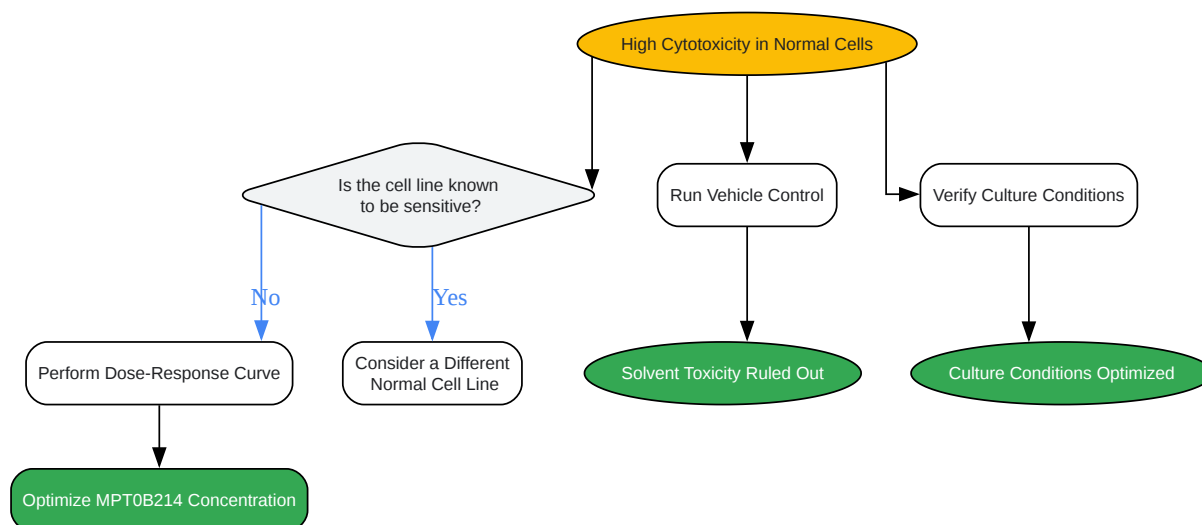 High Cytotoxicity in Normal Cells
Is the cell line known
to be sensitive?
Run Vehicle Control
Verify Culture Conditions
No
Yes
Perform Dose-Response Curve
Consider a Different
Normal Cell Line
Solvent Toxicity Ruled Out
Culture Conditions Optimized
Optimize MPT0B214 Concentration